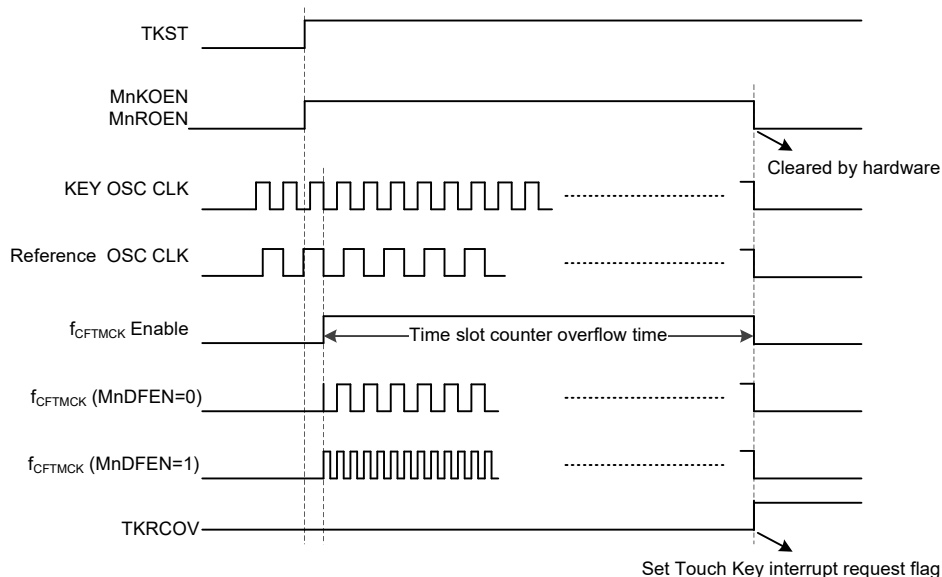 TKST
MnKOEN
MnROEN
Cleared by hardware
KEY OSC CLK
Reference OSC CLK
fCFTMCK Enable
Time slot counter overflow time
fCFTMCK (MnDFEN=0)
fCFTMCK (MnDFEN=1)
TKRCOV
Set Touch Key interrupt request flag